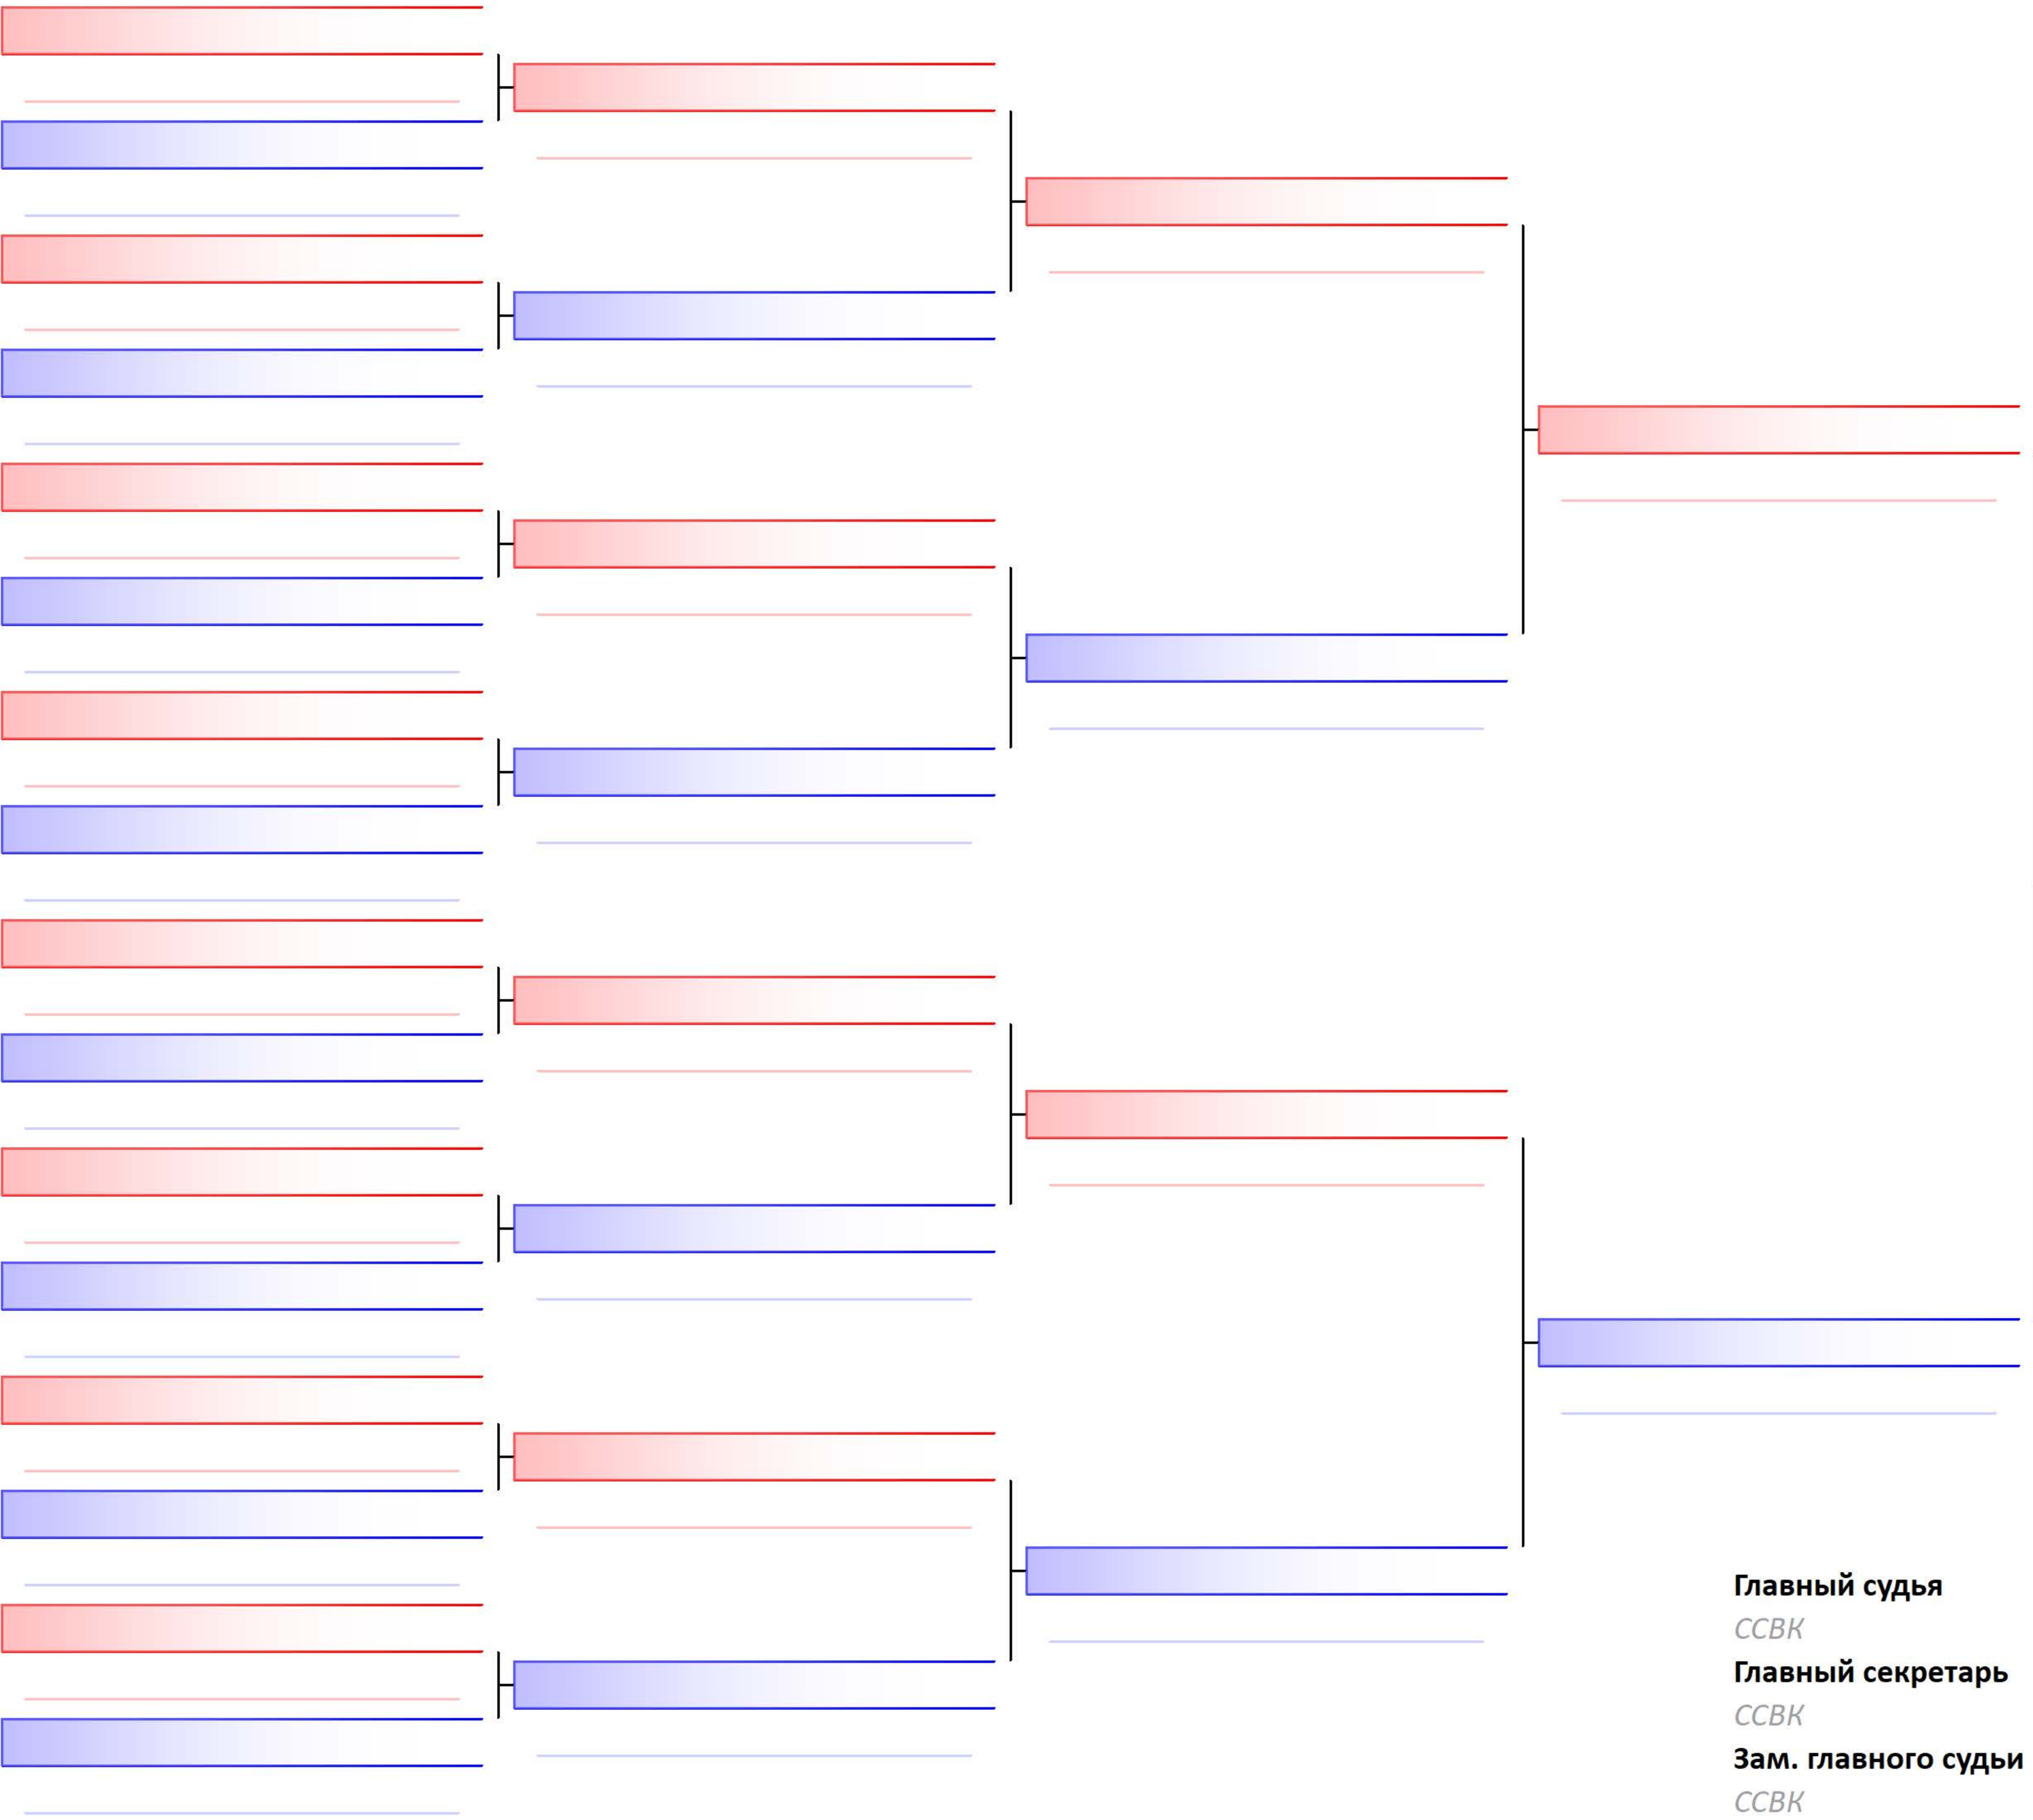 Главный судья
ССВК
Главный секретарь
ССВК
Зам. главного судьи
ССВК